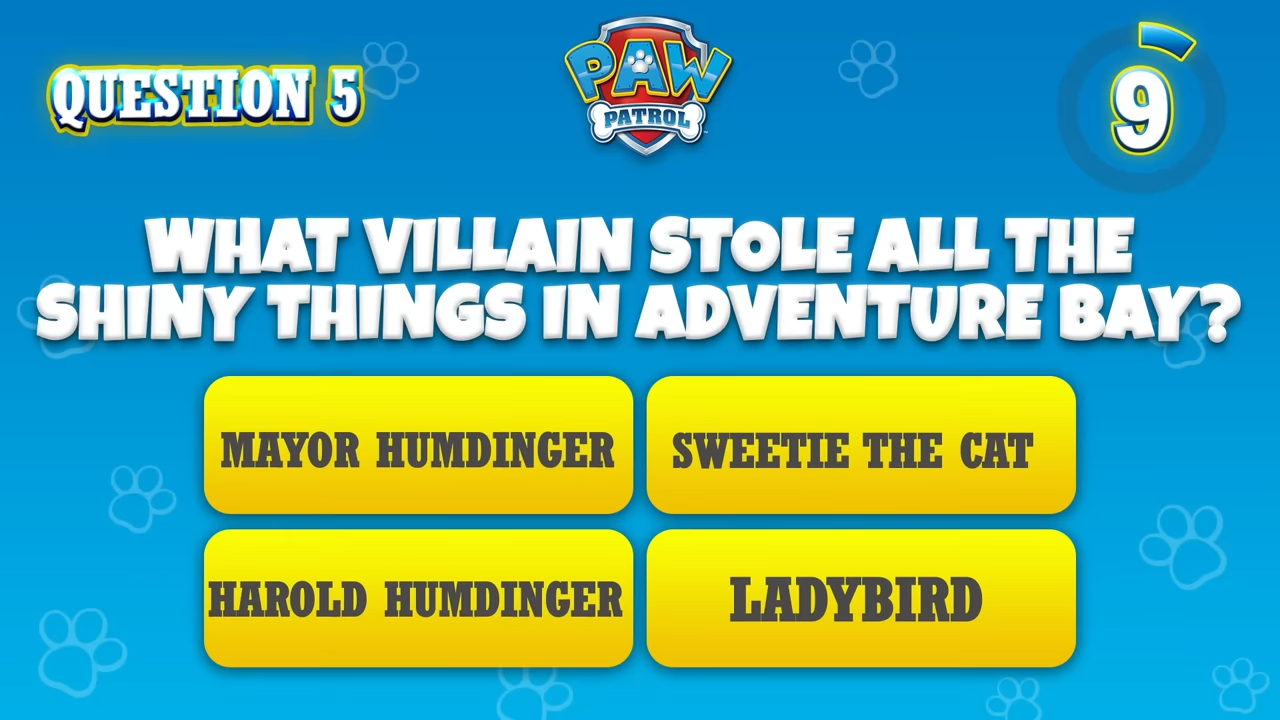 QUESTION 5
PAW
PATROL
9
WHAT VILLAIN STOLE ALL THE
SHINY THINGS IN ADVENTURE BAY?
MAYOR HUMDINGER
SWEETIE THE CAT
HAROLD HUMDINGER
LADYBIRD